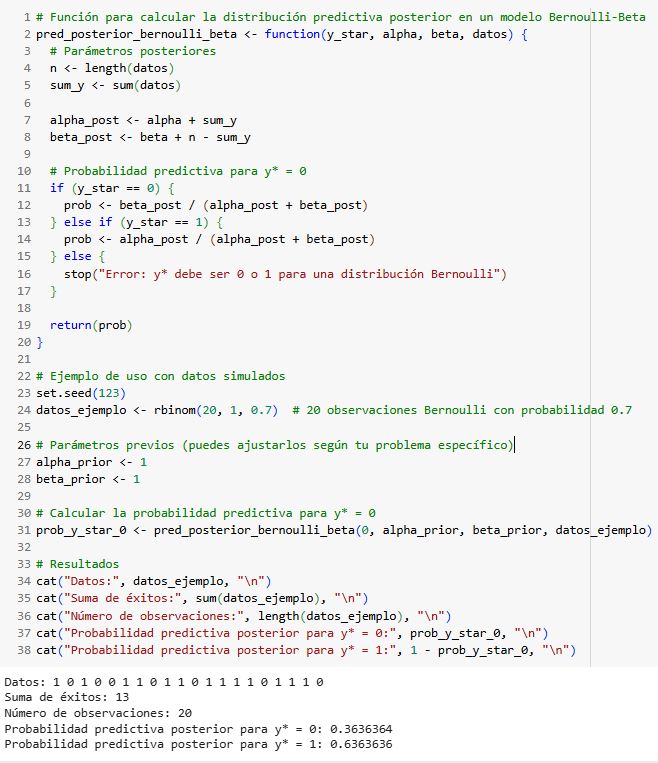 1 # Función para calcular la distribución predictiva posterior en un modelo Bernoulli-Beta
2 pred_posterior_bernoulli_beta <- function(y_star, alpha, beta, datos) {
3   # Parámetros posteriores
4   n <- length(datos)
5   sum_y <- sum(datos)
6
7   alpha_post <- alpha + sum_y
8   beta_post <- beta + n - sum_y
9
10   # Probabilidad predictiva para y* = 0
11   if (y_star == 0) {
12     prob <- beta_post / (alpha_post + beta_post)
13   } else if (y_star == 1) {
14     prob <- alpha_post / (alpha_post + beta_post)
15   } else {
16     stop("Error: y* debe ser 0 o 1 para una distribución Bernoulli")
17   }
18
19   return(prob)
20 }
21
22 # Ejemplo de uso con datos simulados
23 set.seed(123)
24 datos_ejemplo <- rbinom(20, 1, 0.7)  # 20 observaciones Bernoulli con probabilidad 0.7
25
26 # Parámetros previos (puedes ajustarlos según tu problema específico)
27 alpha_prior <- 1
28 beta_prior <- 1
29
30 # Calcular la probabilidad predictiva para y* = 0
31 prob_y_star_0 <- pred_posterior_bernoulli_beta(0, alpha_prior, beta_prior, datos_ejemplo)
32
33 # Resultados
34 cat("Datos:", datos_ejemplo, "\n")
35 cat("Suma de éxitos:", sum(datos_ejemplo), "\n")
36 cat("Número de observaciones:", length(datos_ejemplo), "\n")
37 cat("Probabilidad predictiva posterior para y* = 0:", prob_y_star_0, "\n")
38 cat("Probabilidad predictiva posterior para y* = 1:", 1 - prob_y_star_0, "\n")
Datos: 1 0 1 0 0 1 1 0 1 1 0 1 1 1 1 0 1 1 1 0
Suma de éxitos: 13
Número de observaciones: 20
Probabilidad predictiva posterior para y* = 0: 0.3636364
Probabilidad predictiva posterior para y* = 1: 0.6363636